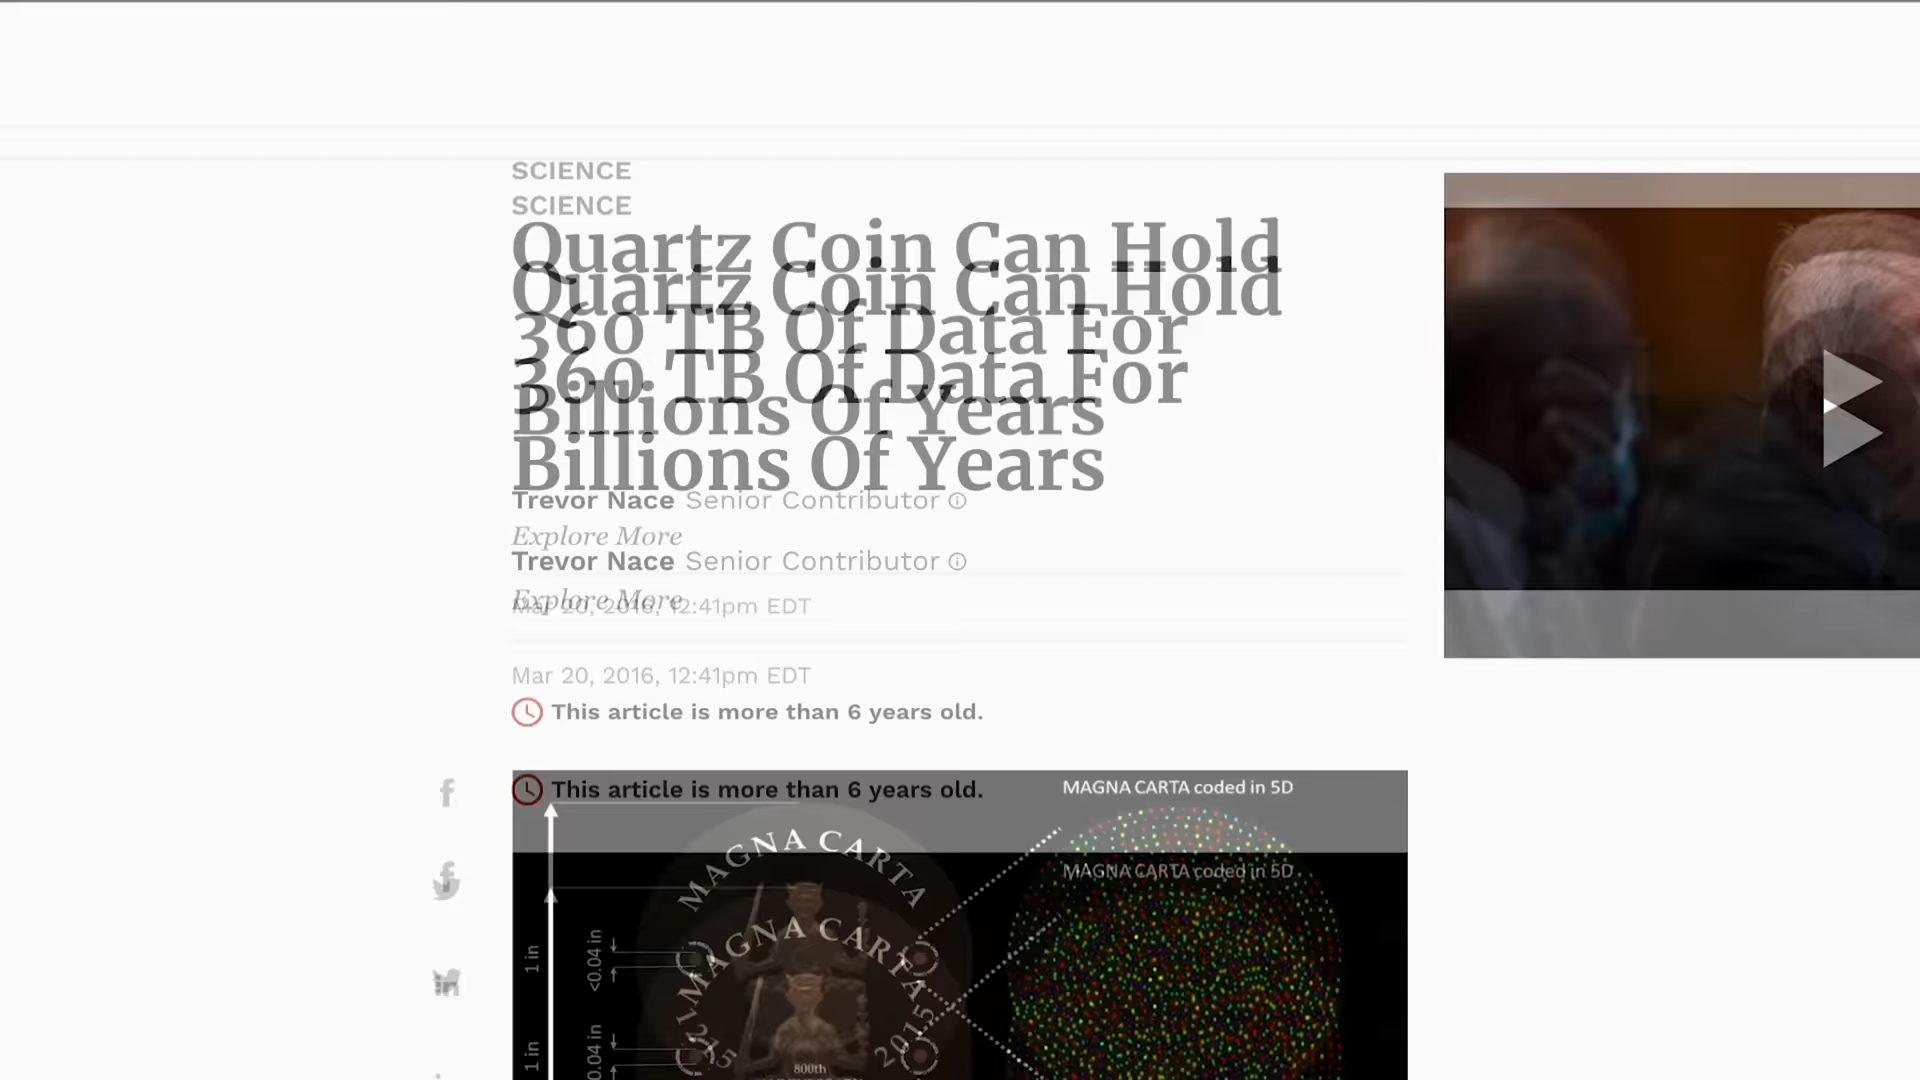 SCIENCE
SCIENCE
Quartz Coin Can Hold
Quartz Coin Can Hold
360 TB Of Data For
360 TB Of Data For
Billions Of Years
Billions Of Years
Trevor Nace Senior Contributor
Explore More
Trevor Nace Senior Contributor
Explore More
Mar 20, 2016, 12:41pm EDT
Mar 20, 2016, 12:41pm EDT
This article is more than 6 years old.
This article is more than 6 years old.
MAGNA CARTA coded in 5D
MAGNA CARTA
MAGNA CARTA coded in 5D
MAGNA CARTA
1 in
<0.04 in
2015
1 in
0.04 in
800th